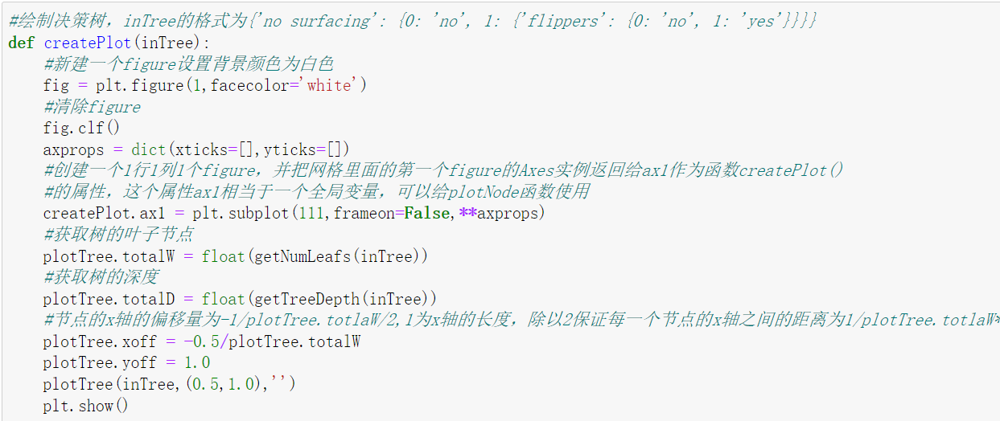 #绘制决策树，inTree的格式为{'no surfacing': {0: 'no', 1: {'flippers': {0: 'no', 1: 'yes'}}}}
def createPlot(inTree):
    #新建一个figure设置背景颜色为白色
    fig = plt.figure(1,facecolor='white')
    #清除figure
    fig.clf()
    axprops = dict(xticks=[],yticks=[])
    #创建一个1行1列1个figure，并把网格里面的第一个figure的Axes实例返回给ax1作为函数createPlot()
    #的属性，这个属性ax1相当于一个全局变量，可以给plotNode函数使用
    createPlot.ax1 = plt.subplot(111,frameon=False,**axprops)
    #获取树的叶子节点
    plotTree.totalW = float(getNumLeafs(inTree))
    #获取树的深度
    plotTree.totalD = float(getTreeDepth(inTree))
    #节点的x轴的偏移量为-1/plotTree.totlaW/2,1为x轴的长度，除以2保证每一个节点的x轴之间的距离为1/plotTree.totlaW*
    plotTree.xoff = -0.5/plotTree.totalW
    plotTree.yoff = 1.0
    plotTree(inTree,(0.5,1.0),'')
    plt.show()